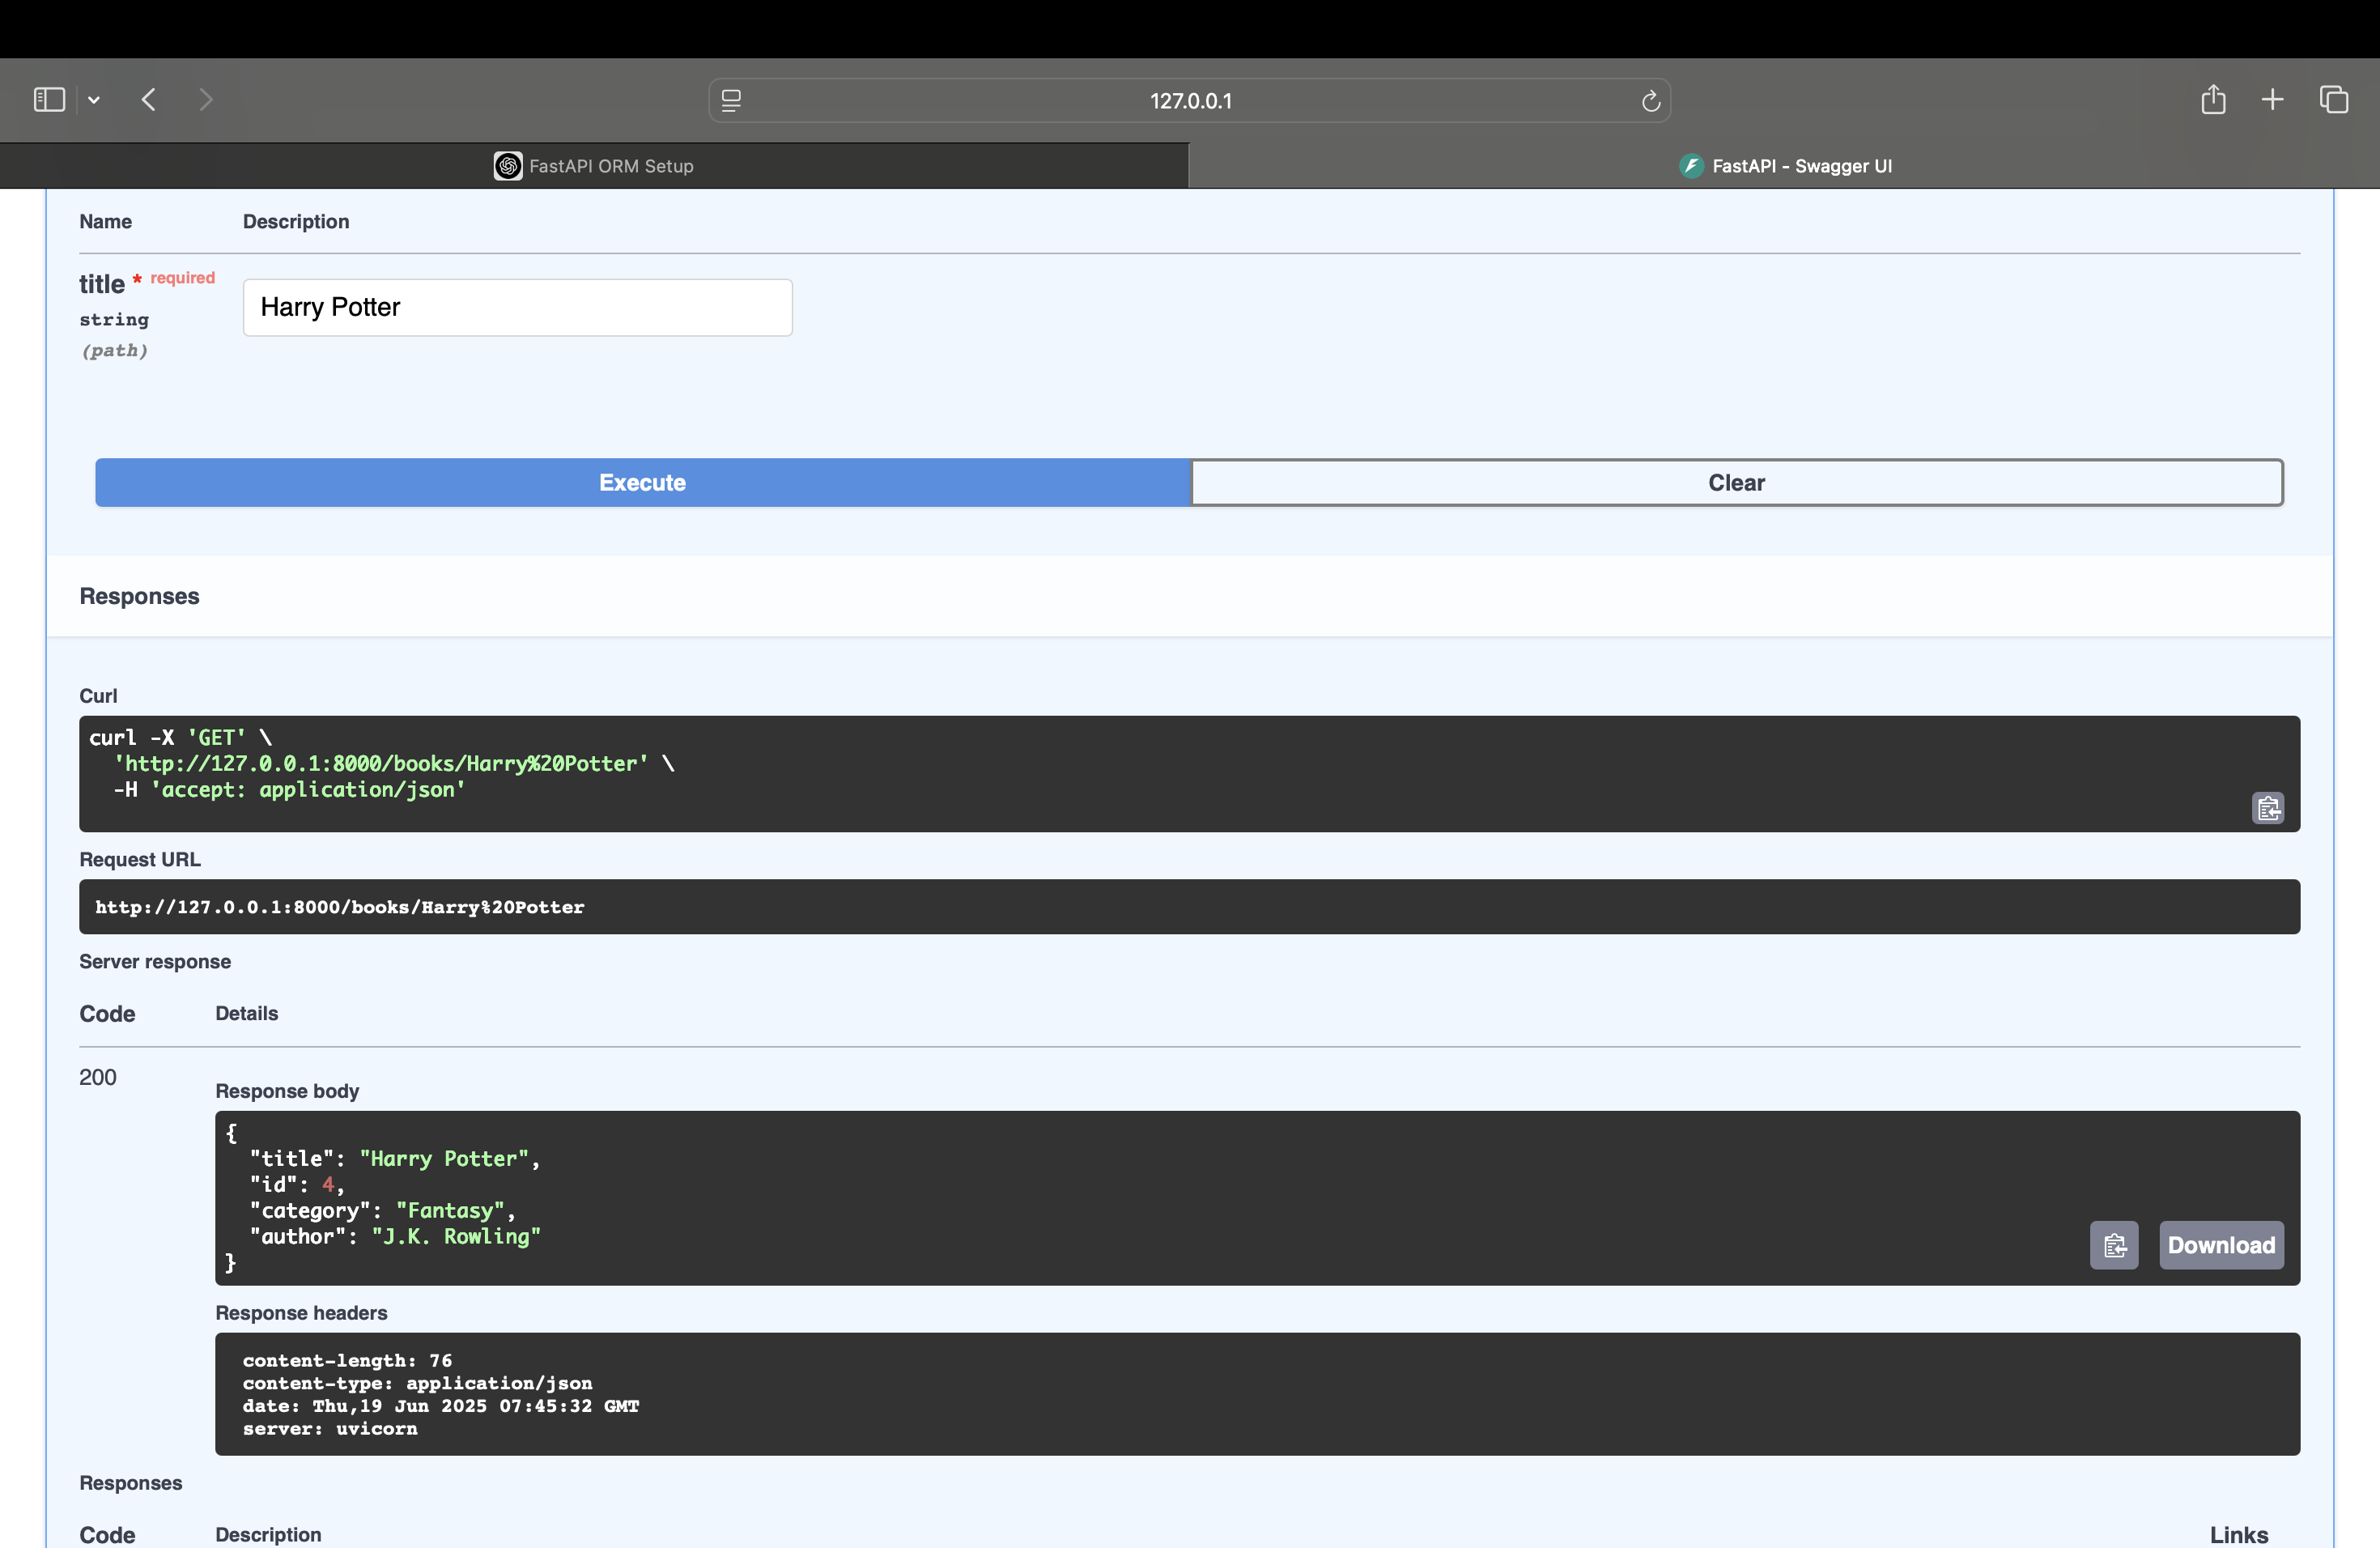 127.0.0.1
FastAPI ORM Setup
FastAPI - Swagger UI
Name Description
title * required
string
(path)
Harry Potter
Execute Clear
Responses
Curl
curl -X 'GET' \
  'http://127.0.0.1:8000/books/Harry%20Potter' \
  -H 'accept: application/json'
Request URL
http://127.0.0.1:8000/books/Harry%20Potter
Server response
Code Details
200
Response body
{
  "title": "Harry Potter",
  "id": 4,
  "category": "Fantasy",
  "author": "J.K. Rowling"
}
Download
Response headers
content-length: 76
content-type: application/json
date: Thu,19 Jun 2025 07:45:32 GMT
server: uvicorn
Responses
Code Description Links